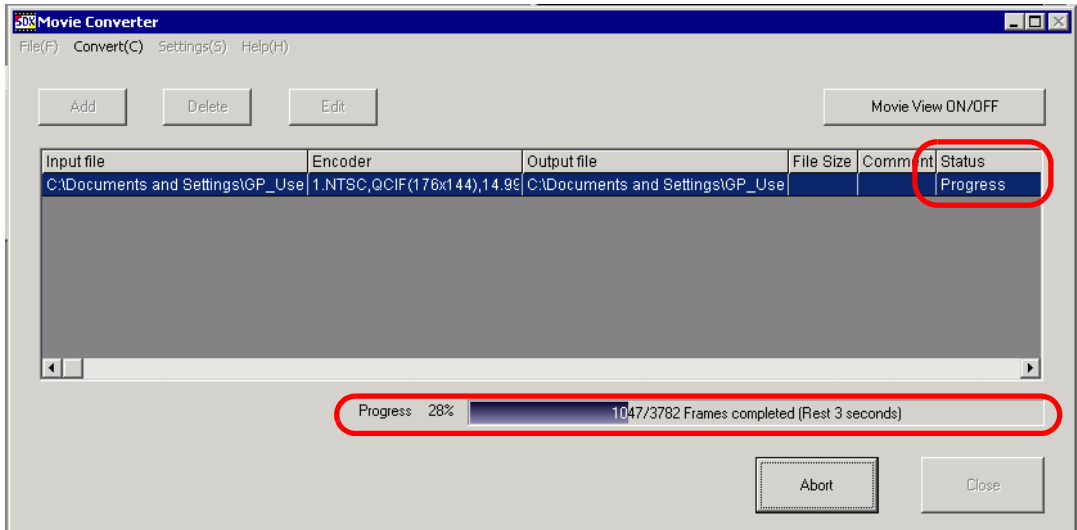 SDX Movie Converter
File(F) Convert(C) Settings(S) Help(H)
Add Delete Edit Movie View ON/OFF
Input file Encoder Output file File Size Comment Status
C:\Documents and Settings\GP_Use 1.NTSC,QCIF(176x144),14.99 C:\Documents and Settings\GP_Use Progress
Progress 28% 1047/3782 Frames completed (Rest 3 seconds)
Abort Close